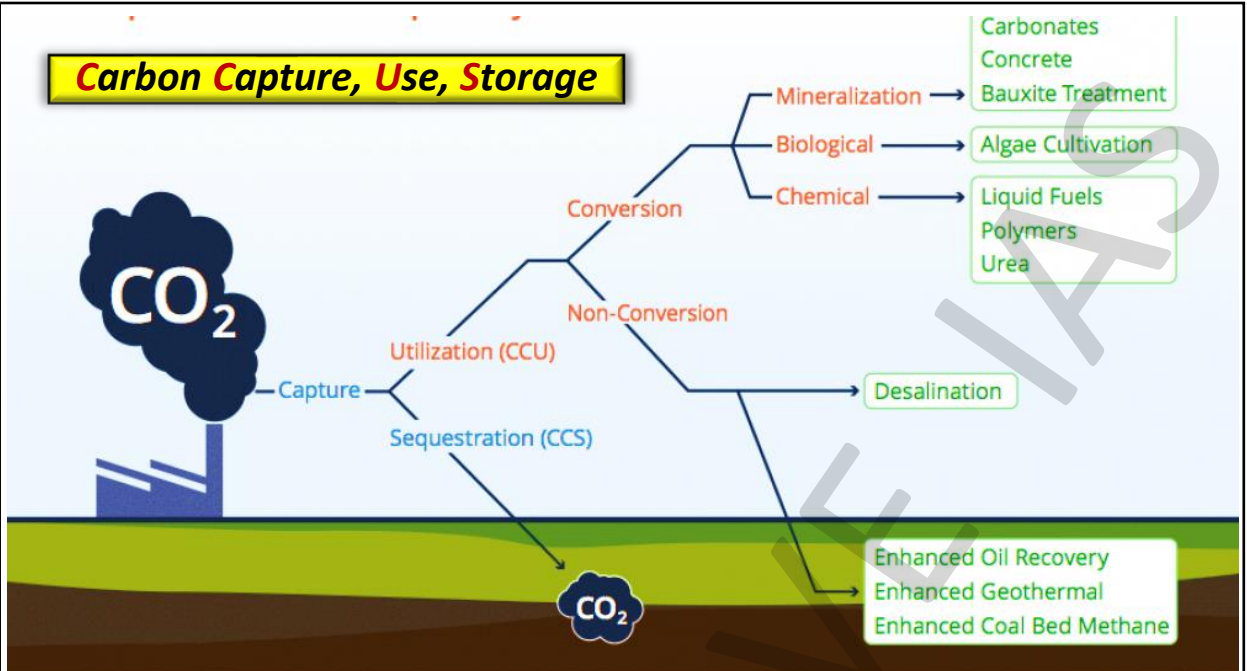 Carbon Capture, Use, Storage
Carbonates
Concrete
Bauxite Treatment
Mineralization
Biological
Algae Cultivation
Chemical
Liquid Fuels
Polymers
Urea
Conversion
CO₂
Non-Conversion
Utilization (CCU)
Capture
Desalination
Sequestration (CCS)
Enhanced Oil Recovery
Enhanced Geothermal
Enhanced Coal Bed Methane
CO₂
VE IAS